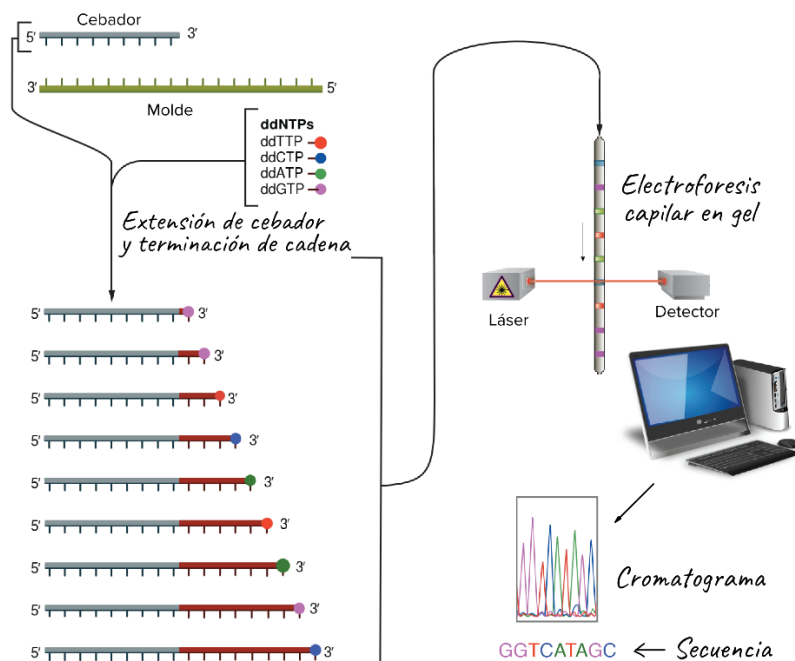 Cebador
5' 3'
3' 5'
Molde
ddNTPs
ddTTP
ddCTP
ddATP
ddGTP
Extensión de cebador
y terminación de cadena
5' 3'
5' 3'
5' 3'
5' 3'
5' 3'
5' 3'
5' 3'
5' 3'
5' 3'
Electroforesis
capilar en gel
Láser
Detector
Cromatograma
GGTCATAGC ← Secuencia